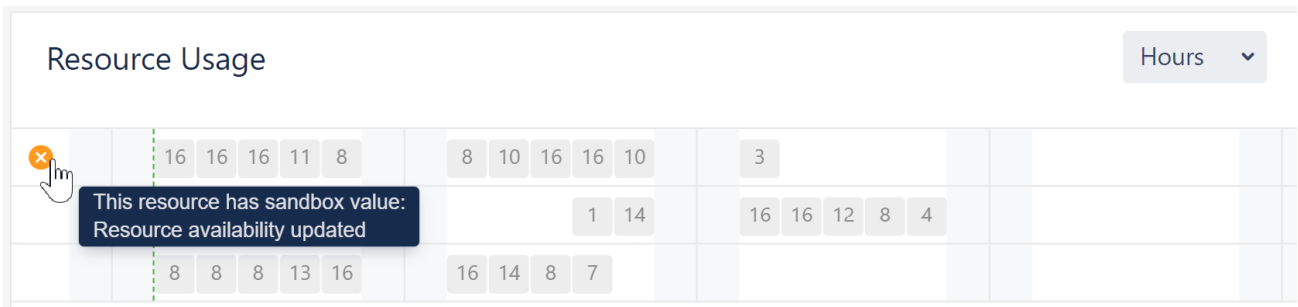 Resource Usage
Hours
16 16 16 11 8 8 10 16 16 10 3
This resource has sandbox value:
Resource availability updated
1 14 16 16 12 8 4
8 8 8 13 16 16 14 8 7